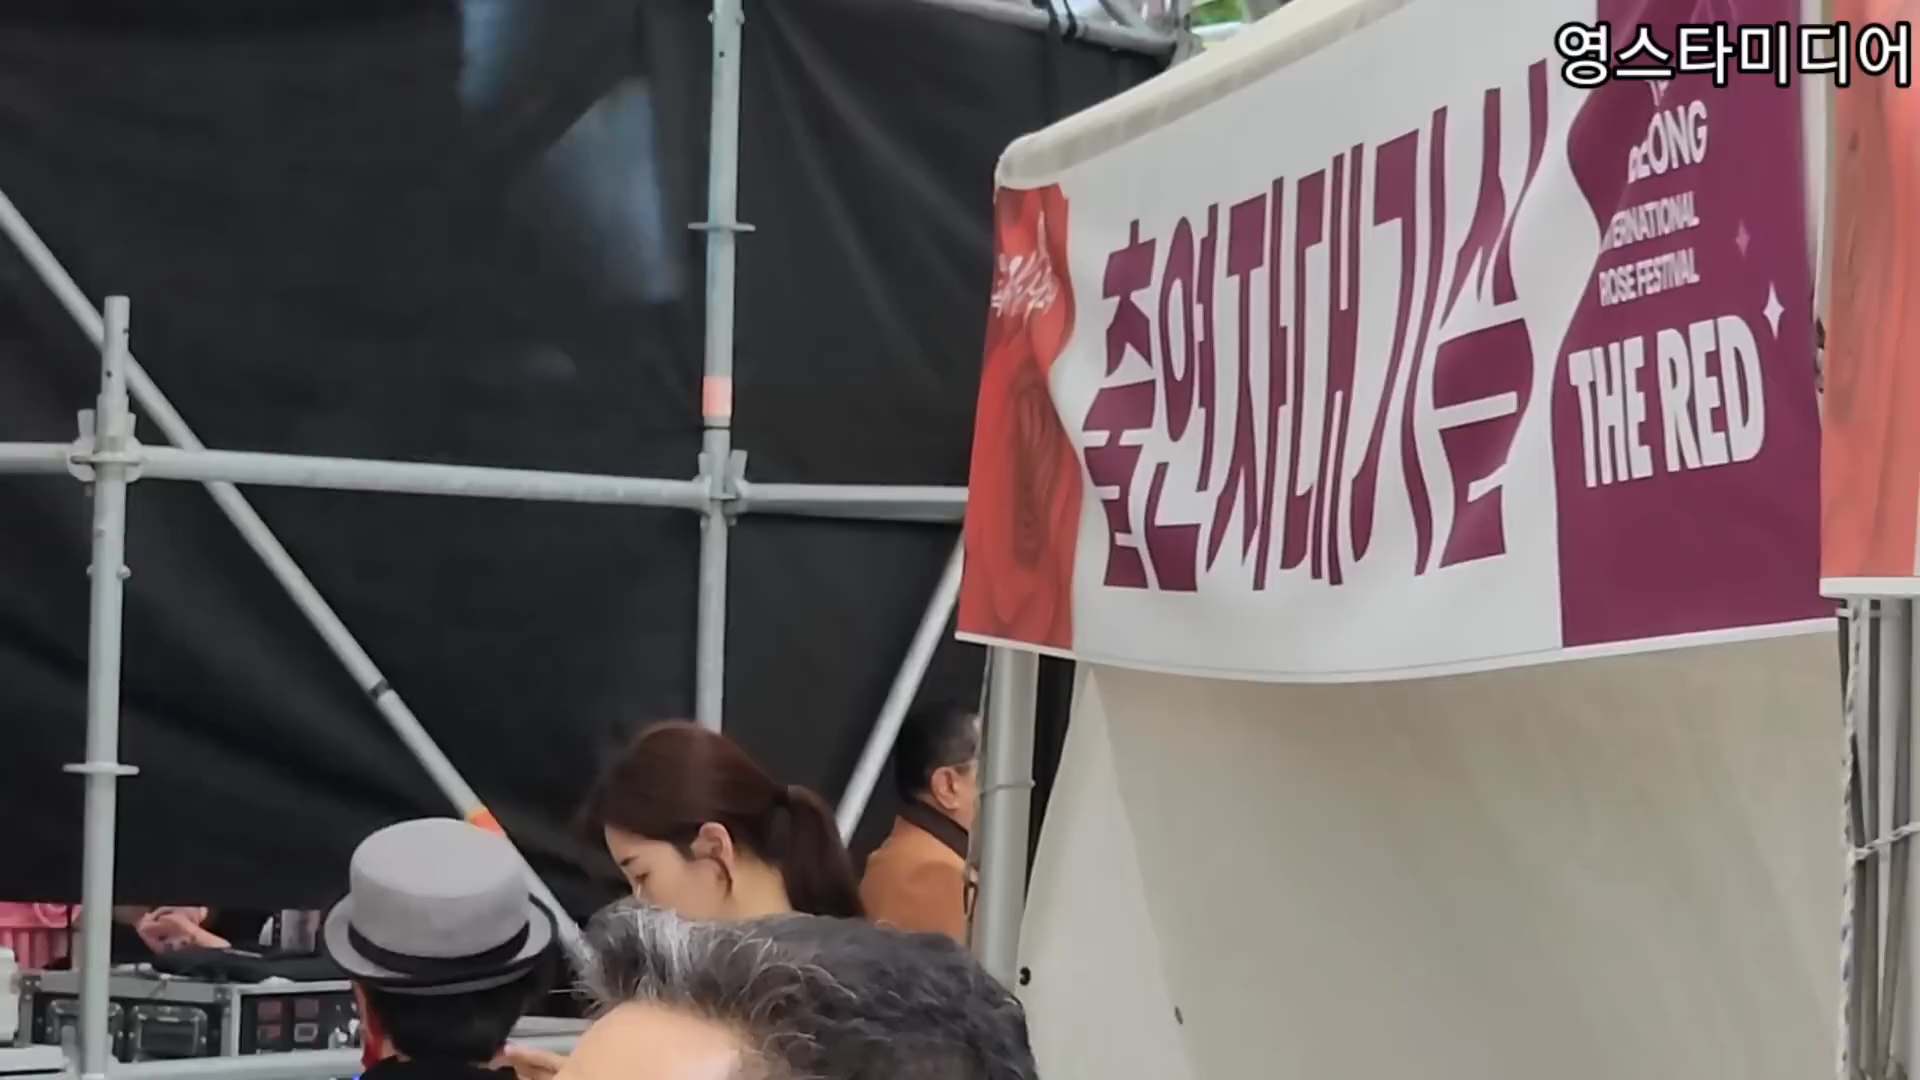 영스타미디어
출연자대기실
INTERNATIONAL
ROSE FESTIVAL
THE RED